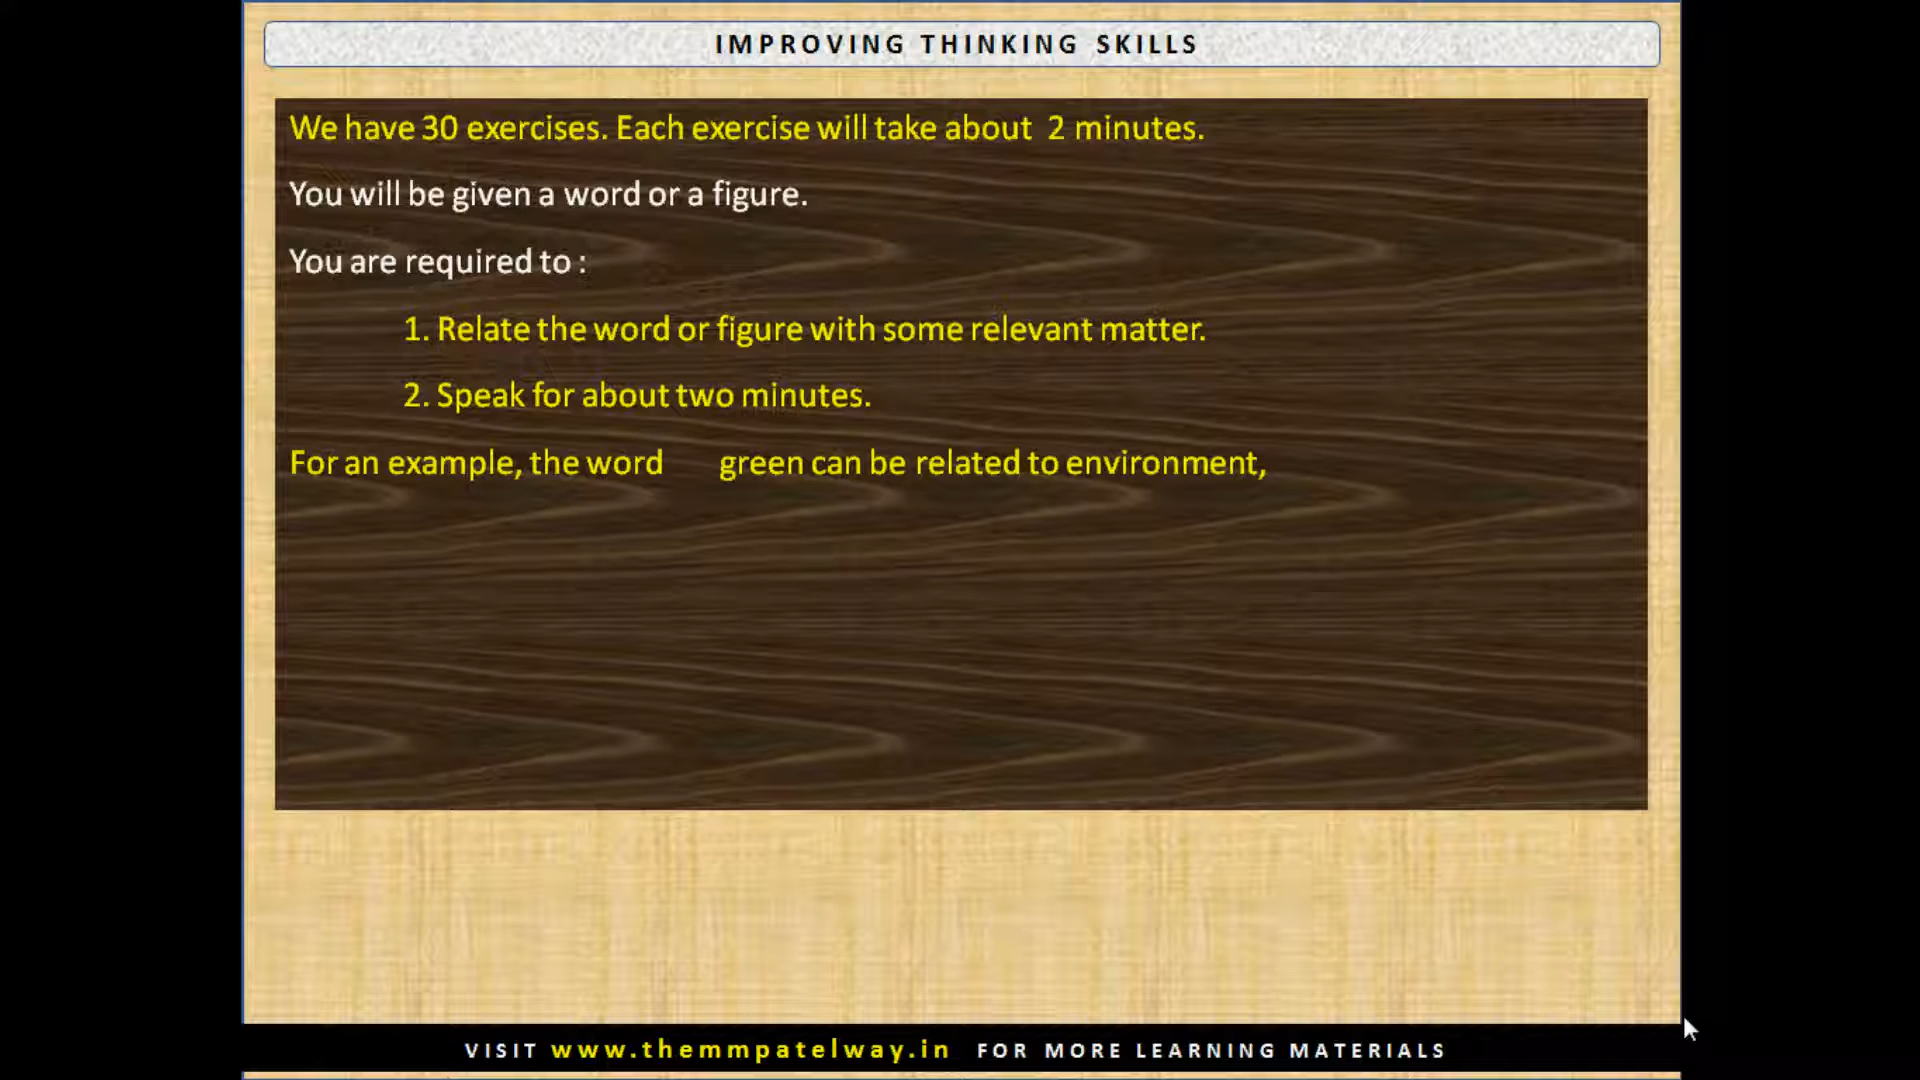 IMPROVING THINKING SKILLS
We have 30 exercises. Each exercise will take about 2 minutes.
You will be given a word or a figure.
You are required to :
1. Relate the word or figure with some relevant matter.
2. Speak for about two minutes.
For an example, the word green can be related to environment,
VISIT www.themmpatelway.in FOR MORE LEARNING MATERIALS